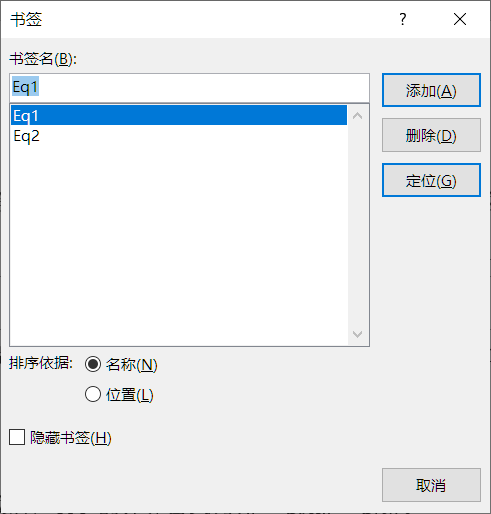 书签
?
书签名(B):
Eq1
添加(A)
Eq1
Eq2
删除(D)
定位(G)
排序依据:
名称(N)
位置(L)
隐藏书签(H)
取消